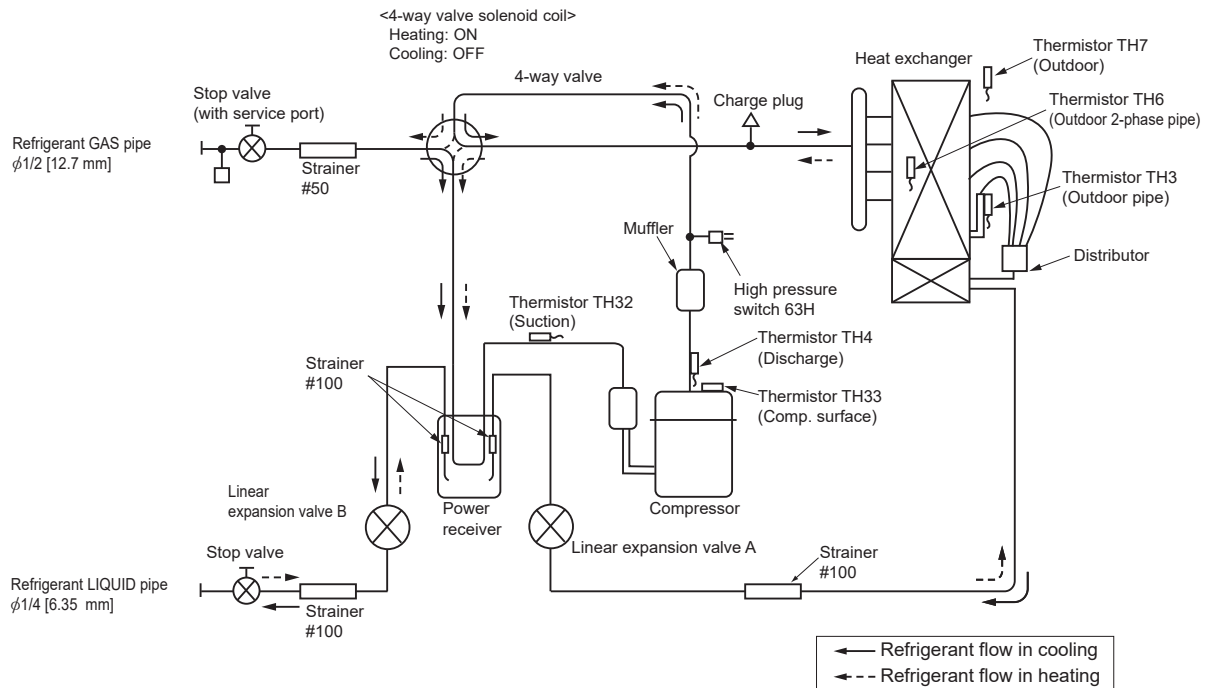 <4-way valve solenoid coil>
Heating: ON
Cooling: OFF
4-way valve
Stop valve
(with service port)
Refrigerant GAS pipe
ϕ1/2 [12.7 mm]
Strainer
#50
Charge plug
Heat exchanger
Thermistor TH7
(Outdoor)
Thermistor TH6
(Outdoor 2-phase pipe)
Thermistor TH3
(Outdoor pipe)
Distributor
Muffler
High pressure
switch 63H
Thermistor TH32
(Suction)
Thermistor TH4
(Discharge)
Thermistor TH33
(Comp. surface)
Strainer
#100
Linear
expansion valve B
Power
receiver
Compressor
Linear expansion valve A
Stop valve
Refrigerant LIQUID pipe
ϕ1/4 [6.35 mm]
Strainer
#100
Strainer
#100
Refrigerant flow in cooling
Refrigerant flow in heating